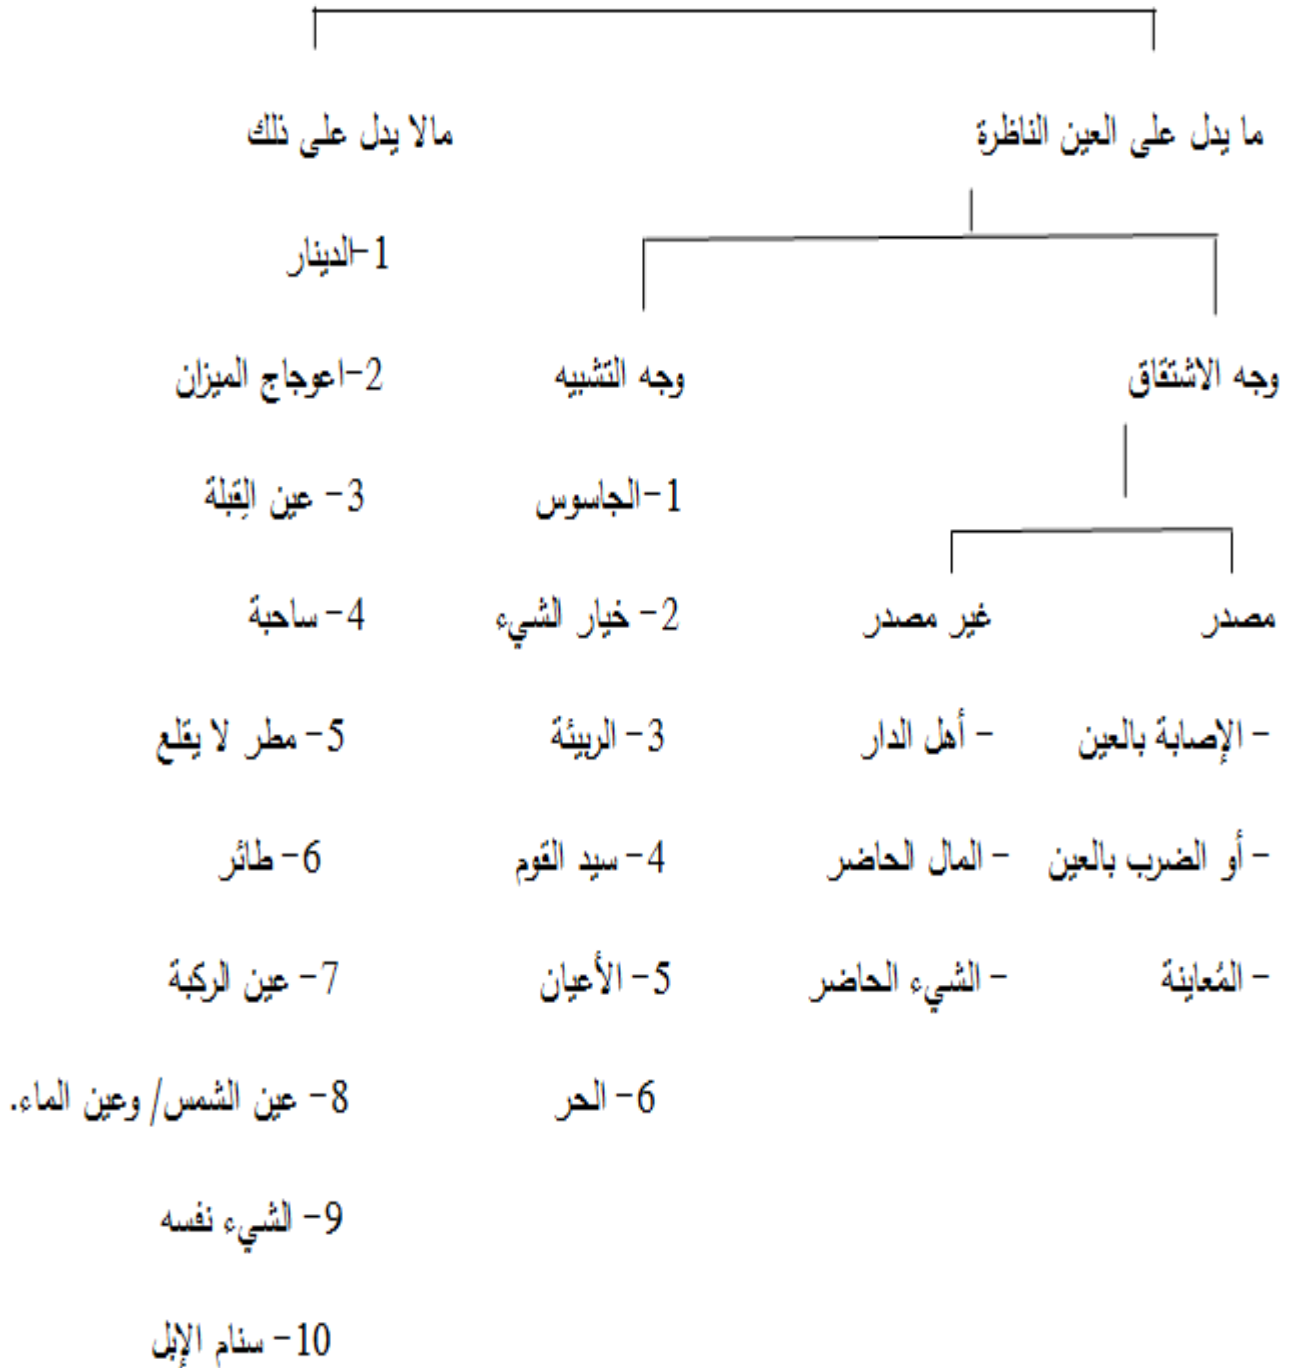 ما يدل على العين الناظرة
مالا يدل على ذلك
1-الدينار
وجه الاشتقاق
وجه التشبيه
2-اعوجاج الميزان
1-الجاسوس
3- عين القِبلة
مصدر
غير مصدر
2- خيار الشيء
4- ساحبة
- الإصابة بالعين
- أهل الدار
3- الربيئة
5- مطر لا يقلع
- أو الضرب بالعين
- المال الحاضر
4- سيد القوم
6- طائر
- المُعاينة
- الشيء الحاضر
5- الأعيان
7- عين الركبة
6- الحر
8- عين الشمس/ وعين الماء.
9- الشيء نفسه
10- سنام الإبل